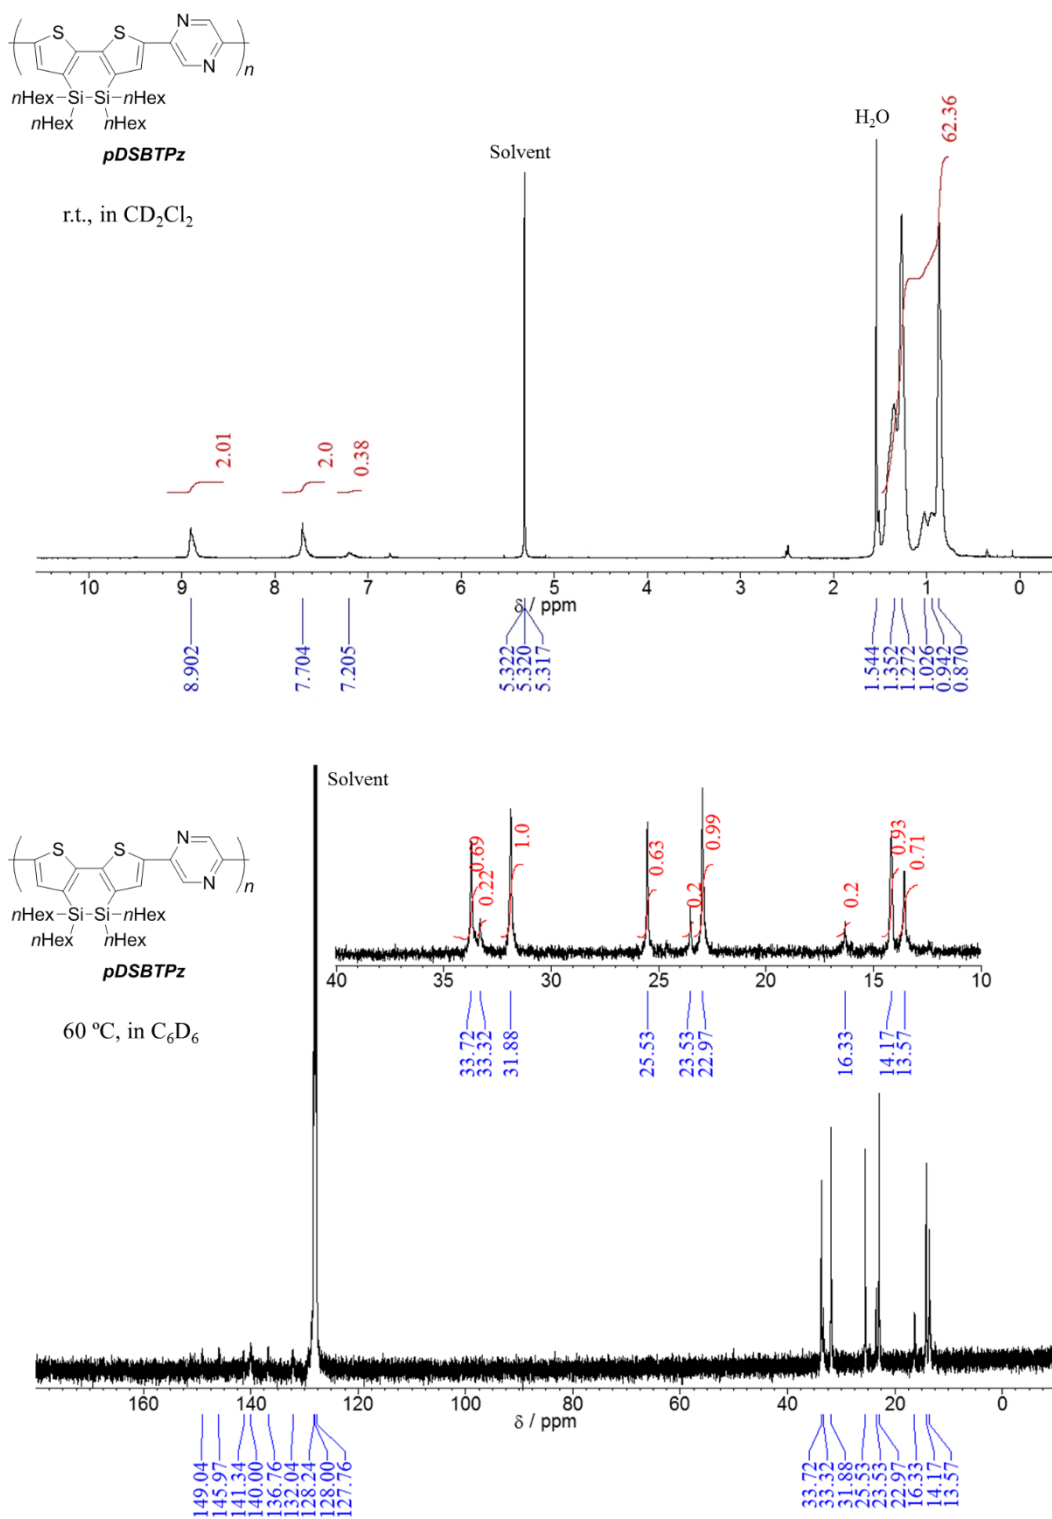 S S N
N n
nHex Si Si nHex
nHex nHex
pDSBTPz
r.t., in CD2Cl2
Solvent
H2O
62.36
2.01
2.0
0.38
10 9 8 7 6 5 4 3 2 1 0
δ / ppm
8.902
7.704
7.205
5.322
5.320
5.317
1.544
1.352
1.272
1.026
0.942
0.870
Solvent
S S N
N n
nHex Si Si nHex
nHex nHex
pDSBTPz
60 ºC, in C6D6
0.69
0.22
1.0
0.63
0.2
0.99
0.2
0.93
0.71
40 35 30 25 20 15 10
33.72
33.32
31.88
25.53
23.53
22.97
16.33
14.17
13.57
160 140 120 100 80 60 40 20 0
δ / ppm
149.04
145.97
141.34
140.00
136.76
132.04
128.24
128.00
127.76
33.72
33.32
31.88
25.53
23.53
22.97
16.33
14.17
13.57